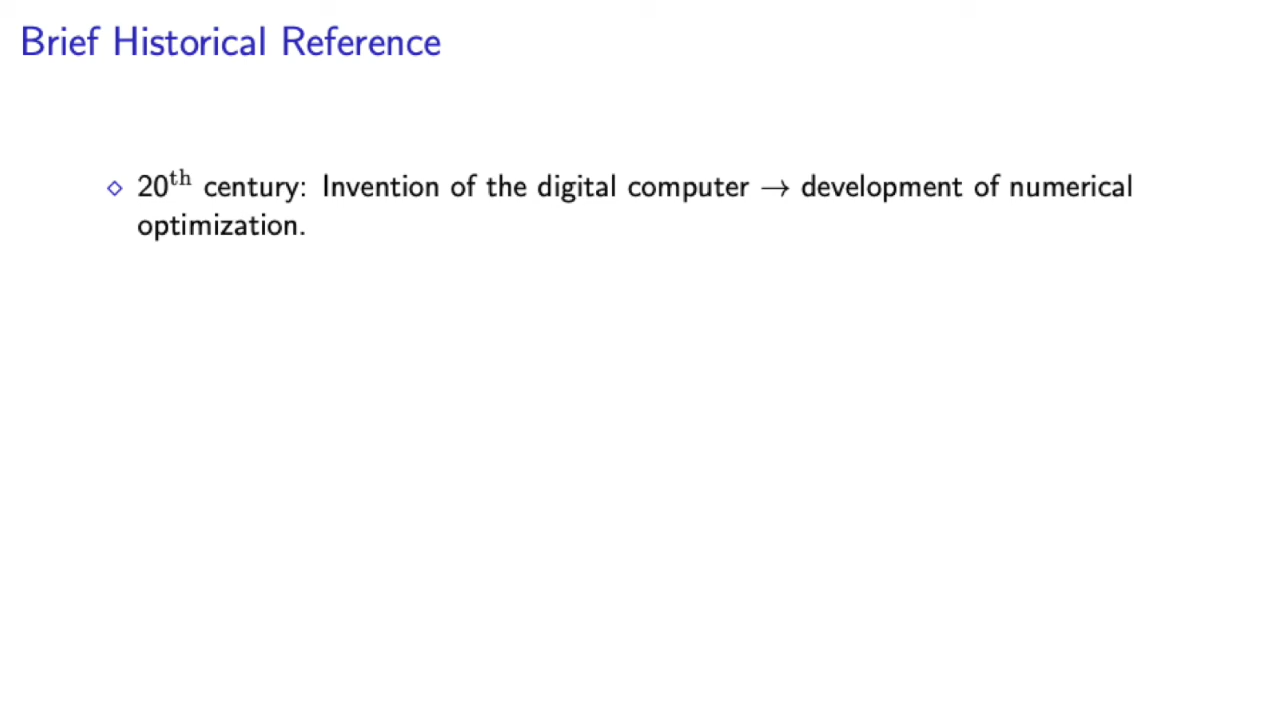 Brief Historical Reference
⋄ 20th century: Invention of the digital computer → development of numerical
optimization.